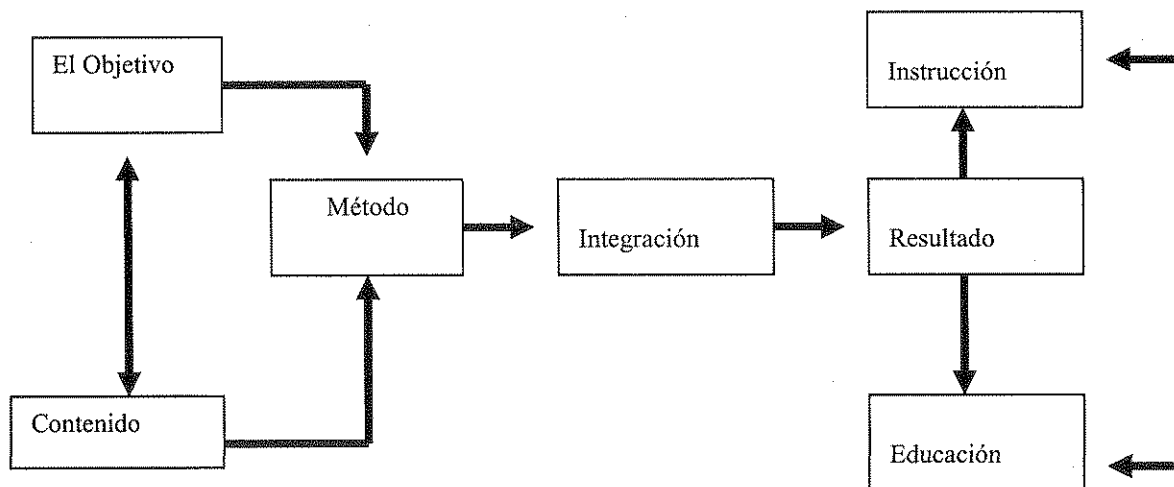 El Objetivo
Instrucción
Método
Integración
Resultado
Contenido
Educación